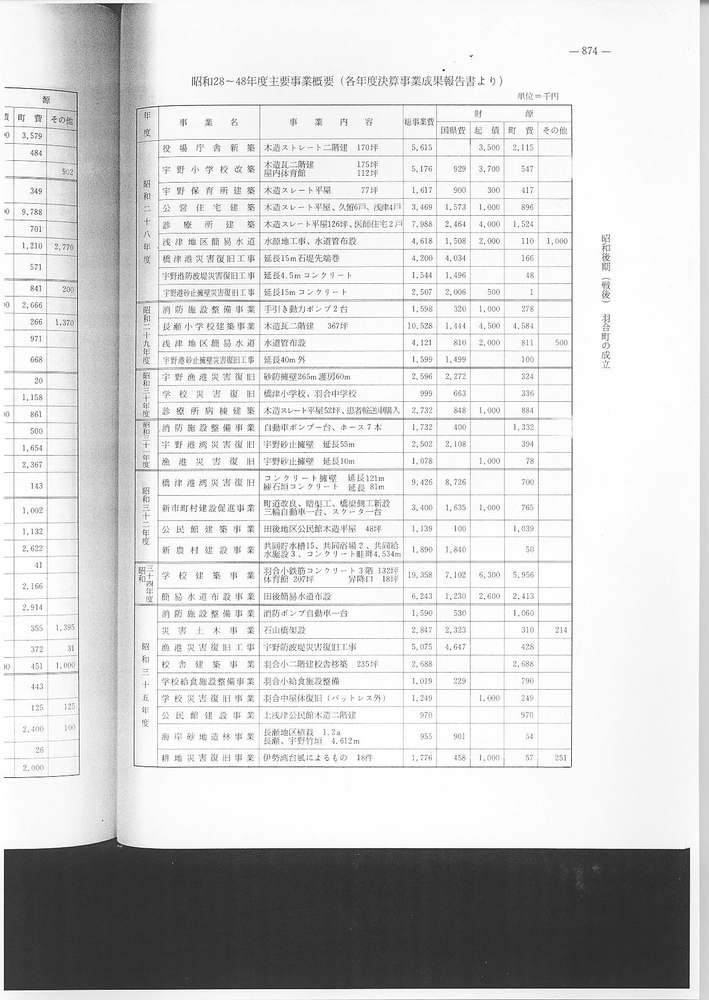 — 874 —
昭和28～48年度主要事業概要（各年度決算事業成果報告書より）
単位＝千円
年度 事業名 事業内容 総事業費 財源
国県費 起債 町費 その他
昭和二十八年度
役場庁舎新築 木造ストレート二階建 170坪 5,615 3,500 2,115
宇野小学校改築 木造瓦二階建 175坪 屋内体育館 112坪 5,176 929 3,700 547
宇野保育所建築 木造スレート平屋 77坪 1,617 900 300 417
公営住宅建築 木造スレート平屋、久留6戸、浅津4戸 3,469 1,573 1,000 896
診療所建築 木造スレート平屋126坪、医師住宅2戸 7,988 2,464 4,000 1,524
浅津地区簡易水道 水源地工事、水道管布設 4,618 1,508 2,000 110 1,000
橋津港災害復旧工事 延長15m石堤先端巻 4,200 4,034 166
宇野港防波堤災害復旧工事 延長4.5mコンクリート 1,544 1,496 48
宇野港砂止擁壁災害復旧工事 延長15mコンクリート 2,507 2,006 500 1
昭和二十九年度
消防施設整備事業 手引き動力ポンプ2台 1,598 320 1,000 278
長瀬小学校建築事業 木造瓦二階建 367坪 10,528 1,444 4,500 4,584
浅津地区簡易水道 水道管布設 4,121 810 2,000 811 500
宇野港砂止擁壁災害復旧工事 延長40m外 1,599 1,499 100
昭和三十年度
宇野漁港災害復旧 砂防擁壁265m護房60m 2,596 2,272 324
学校災害復旧 橋津小学校、羽合中学校 999 663 336
診療所病棟建築 木造スレート平屋52坪、患者輸送車購入 2,732 848 1,000 884
昭和三十一年度
消防施設整備事業 自動車ポンプ一台、ホース7本 1,732 400 1,332
宇野港湾災害復旧 宇野砂止擁壁 延長55m 2,502 2,108 394
漁港災害復旧 宇野砂止擁壁 延長10m 1,078 1,000 78
昭和三十二年度
橋津港湾災害復旧 コンクリート擁壁 延長121m 練石垣コンクリート 延長 81m 9,426 8,726 700
新市町村建設促進事業 町道改良、暗渠工、橋梁側工新設 三輪自動車一台、スクーター台 3,400 1,635 1,000 765
公民館建築事業 田後地区公民館木造平屋 48坪 1,139 100 1,039
新農村建設事業 共同貯水槽15、共同浴場2、共同給水施設3、コンクリート畦畔4,534m 1,890 1,840 50
昭和三十四年度
学校建築事業 羽合小鉄筋コンクリート3階 132坪 体育館 207坪 昇降口 18坪 19,358 7,102 6,300 5,956
簡易水道布設事業 田後簡易水道布設 6,243 1,230 2,600 2,413
昭和三十五年度
消防施設整備事業 消防ポンプ自動車一台 1,590 530 1,060
災害土木事業 石山橋架設 2,847 2,323 310 214
漁港災害復旧工事 宇野防波堤災害復旧工事 5,075 4,647 428
校舎建築事業 羽合小二階建校舎移築 235坪 2,688 2,688
学校給食施設整備事業 羽合小給食施設整備 1,019 229 790
学校災害復旧事業 羽合中屋体復旧（バットレス外） 1,249 1,000 249
公民館建設事業 上浅津公民館木造二階建 970 970
海岸砂地造林事業 長瀬地区植栽 1.2a 長瀬、宇野竹垣 4,612m 955 901 54
耕地災害復旧事業 伊勢湾台風によるもの 18件 1,776 458 1,000 57 251
昭和後期（戦後） 羽合町の成立
源
町費 その他
3,579
484
902
349
9,788
701
1,210 2,770
571
841 200
2,666
266 1,370
971
668
20
1,158
861
500
1,654
2,367
143
1,002
1,132
2,622
41
2,166
2,914
355 1,395
372 31
451 1,000
443
125 125
2,400 100
26
2,000